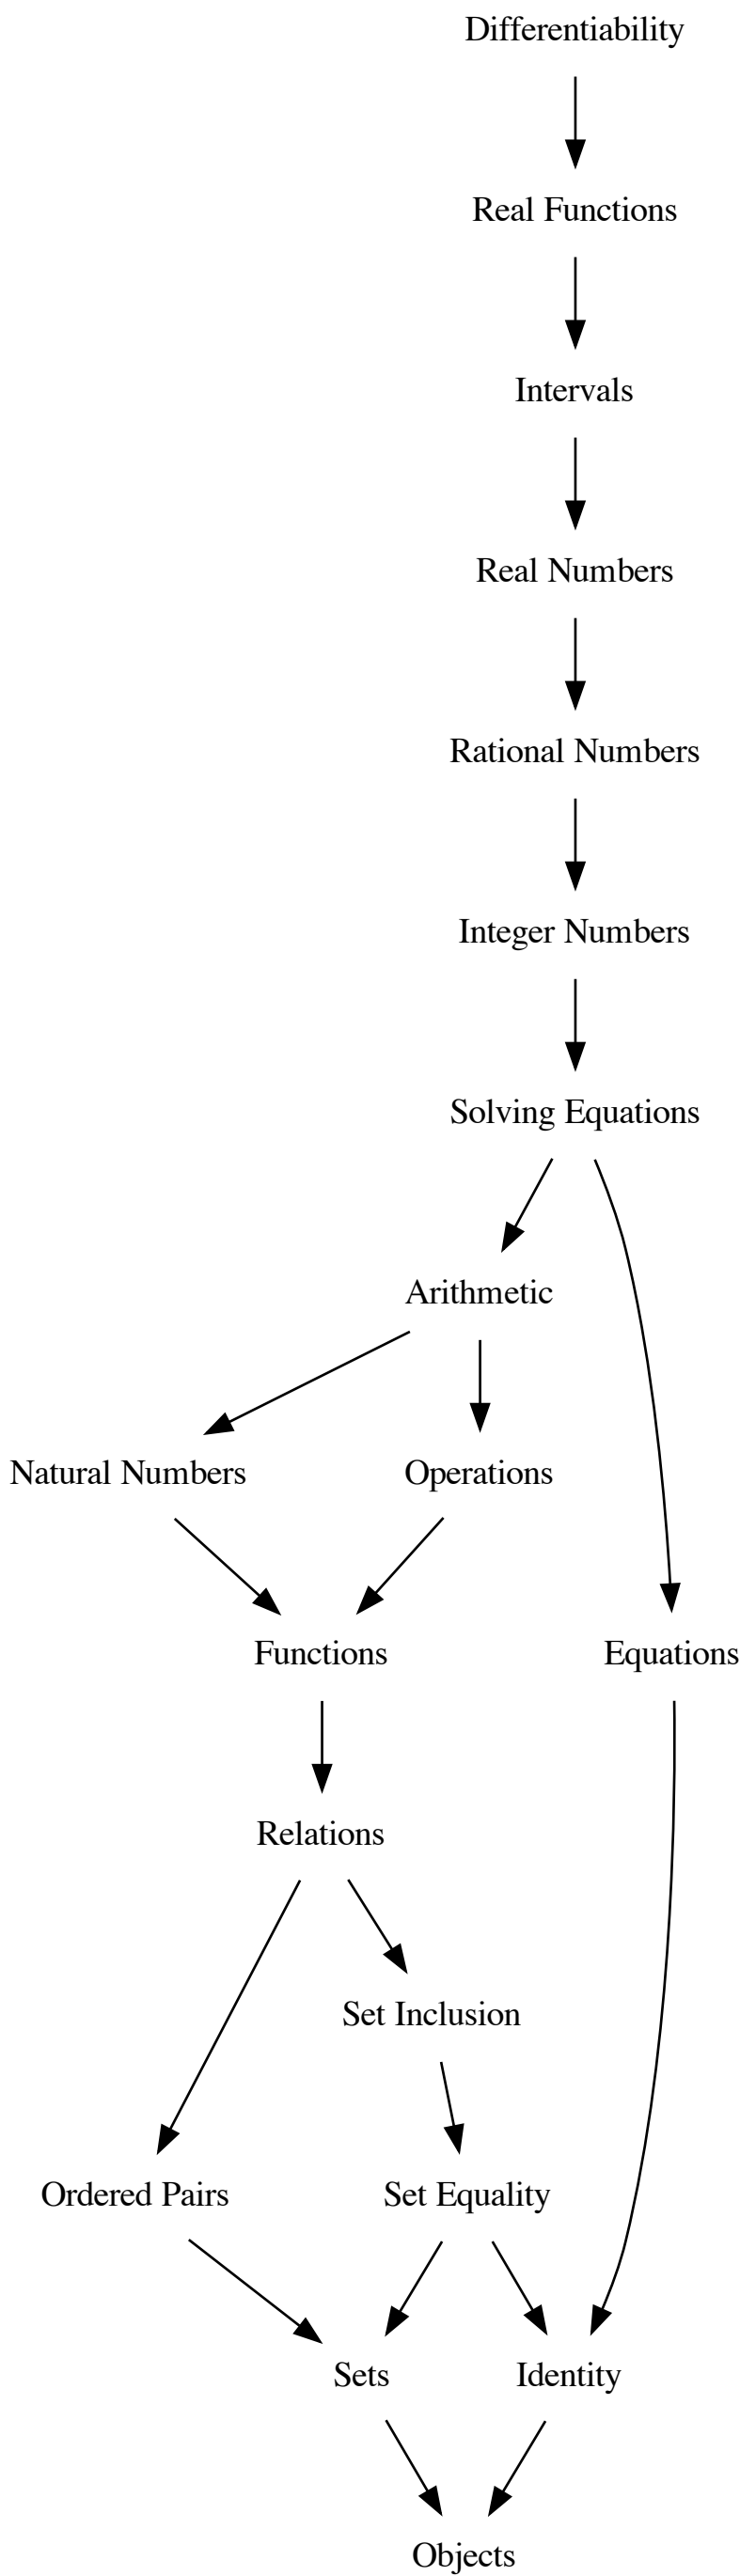 Differentiability
Real Functions
Intervals
Real Numbers
Rational Numbers
Integer Numbers
Solving Equations
Arithmetic
Natural Numbers
Operations
Functions
Equations
Relations
Set Inclusion
Ordered Pairs
Set Equality
Sets
Identity
Objects